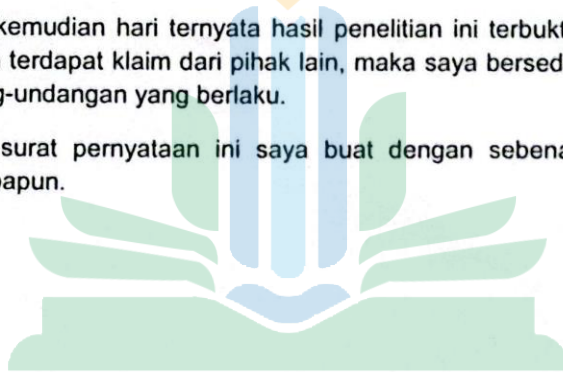 kemudian hari ternyata hasil penelitian ini terbukt
terdapat klaim dari pihak lain, maka saya bersed
g-undangan yang berlaku.
surat pernyataan ini saya buat dengan sebena
papun.